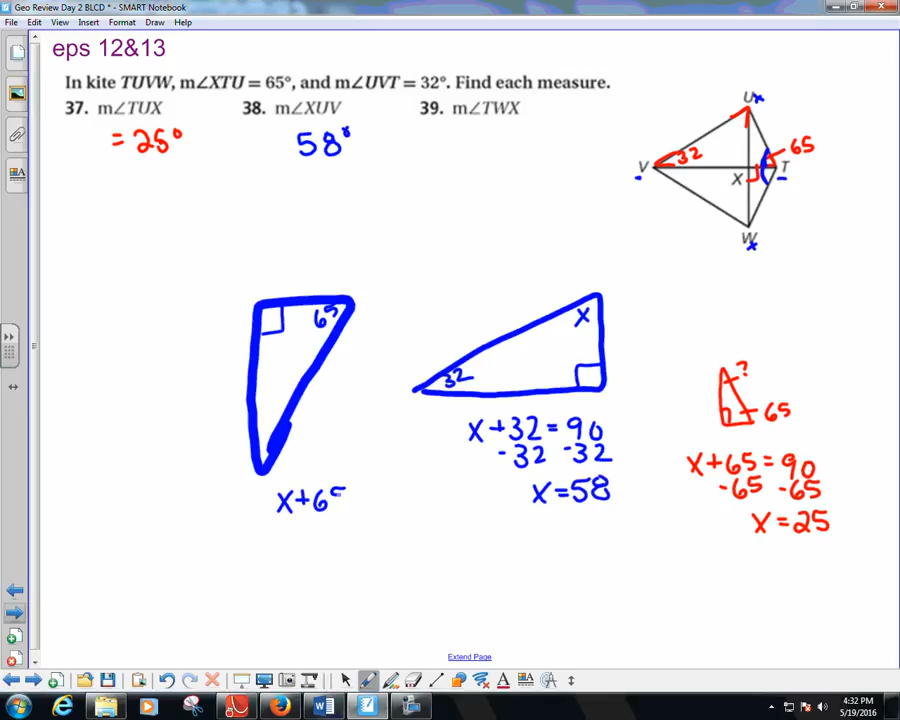 Geo Review Day 2 BLCD * - SMART Notebook
File Edit View Insert Format Draw Help
eps 12&13
In kite TUVW, m∠XTU = 65°, and m∠UVT = 32°. Find each measure.
37. m∠TUX 38. m∠XUV 39. m∠TWX
= 25° 58°
U x
65
V 32 X T
W x
65
x + 65
32 x
x + 32 = 90
- 32 - 32
x = 58
?
65
x + 65 = 90
- 65 - 65
x = 25
Extend Page
4:32 PM
5/19/2016